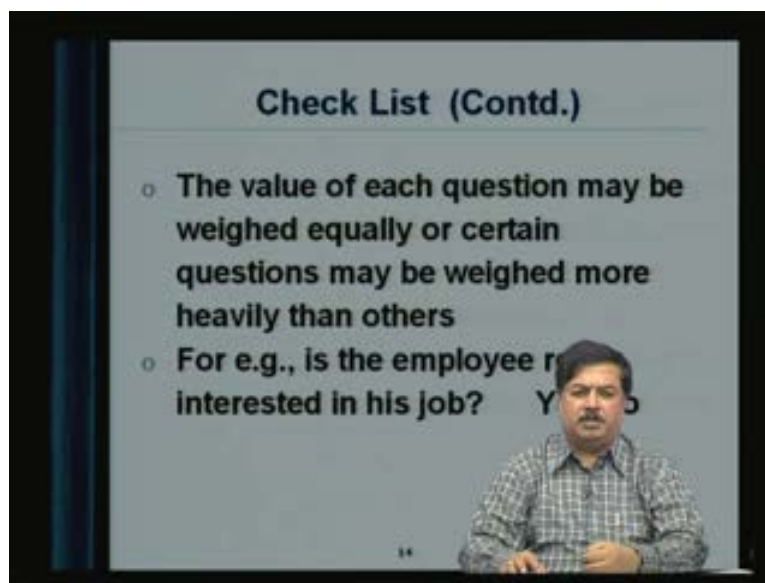 Check List (Contd.)
o The value of each question may be
weighed equally or certain
questions may be weighed more
heavily than others
o For e.g., is the employee
interested in his job?
14